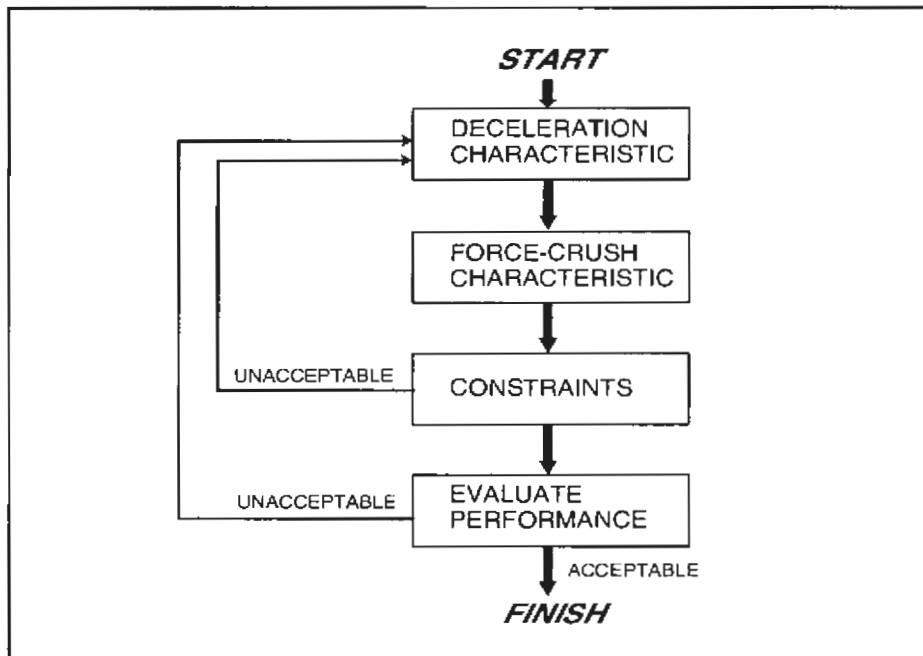 START
DECELERATION
CHARACTERISTIC
FORCE-CRUSH
CHARACTERISTIC
UNACCEPTABLE
CONSTRAINTS
UNACCEPTABLE
EVALUATE
PERFORMANCE
ACCEPTABLE
FINISH